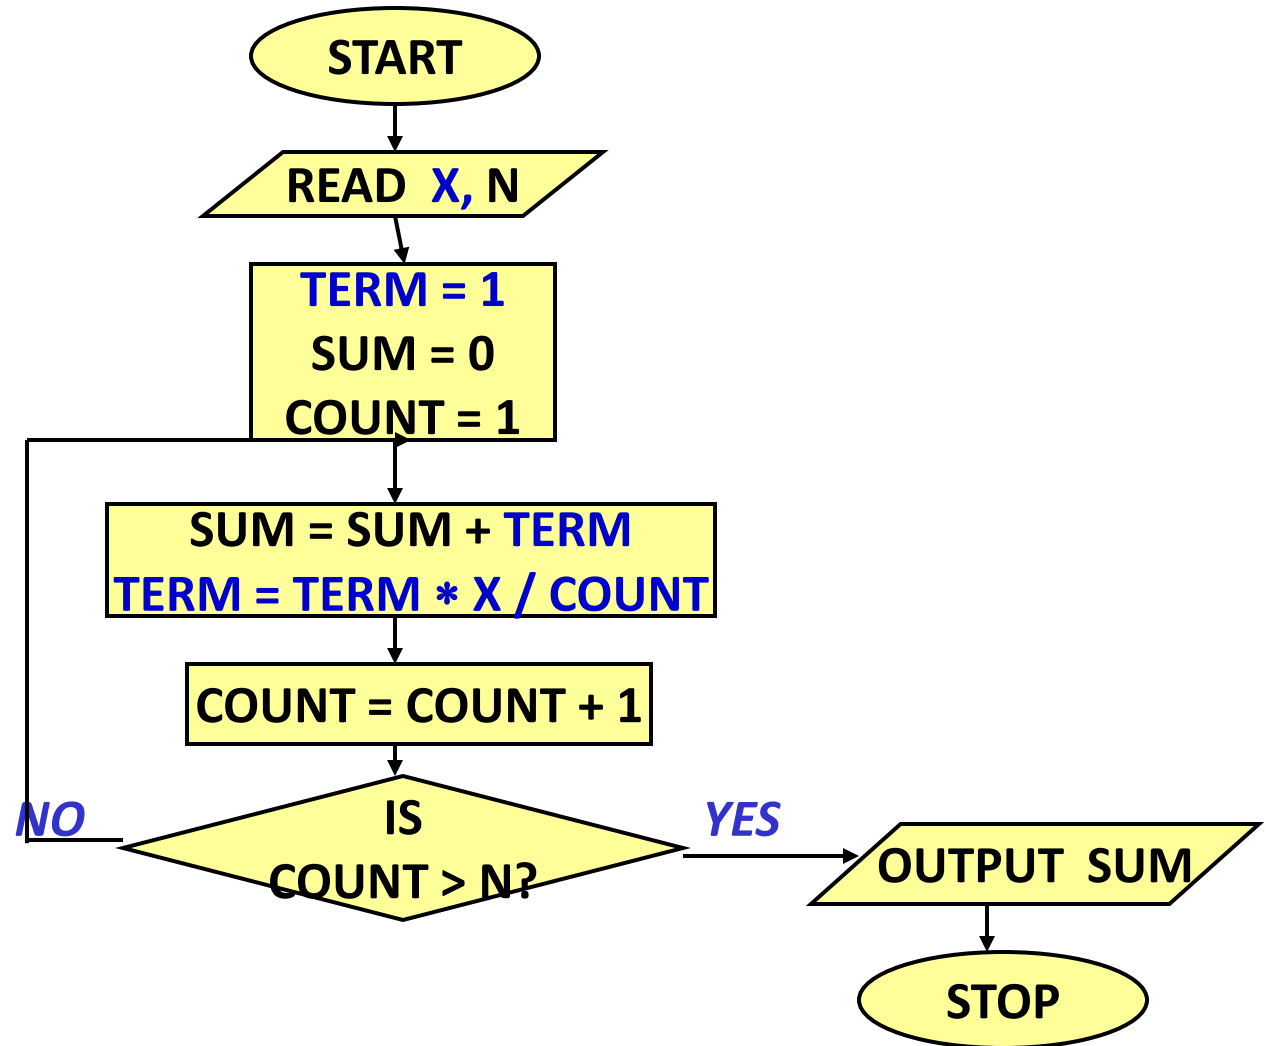 START
READ X, N
TERM = 1
SUM = 0
COUNT = 1
SUM = SUM + TERM
TERM = TERM * X / COUNT
COUNT = COUNT + 1
IS
COUNT > N?
NO
YES
OUTPUT SUM
STOP